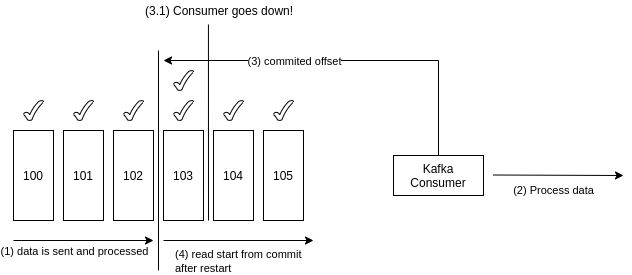 (3.1) Consumer goes down!
(3) commited offset
100
101
102
103
104
105
Kafka
Consumer
(2) Process data
(1) data is sent and processed
(4) read start from commit
after restart